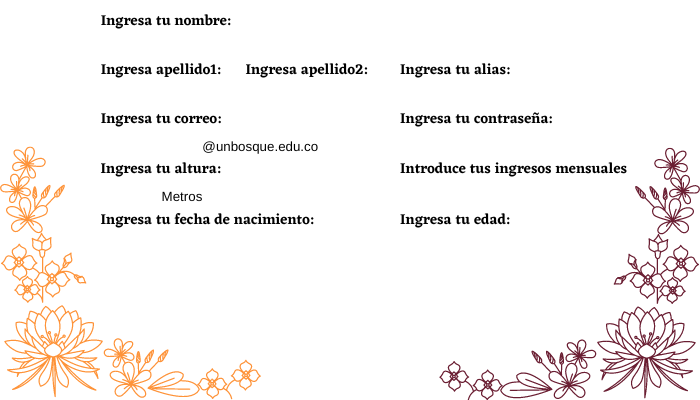 Ingresa tu nombre:
Ingresa apellido1: Ingresa apellido2: Ingresa tu alias:
Ingresa tu correo: Ingresa tu contraseña:
@unbosque.edu.co
Ingresa tu altura: Introduce tus ingresos mensuales
Metros
Ingresa tu fecha de nacimiento: Ingresa tu edad: